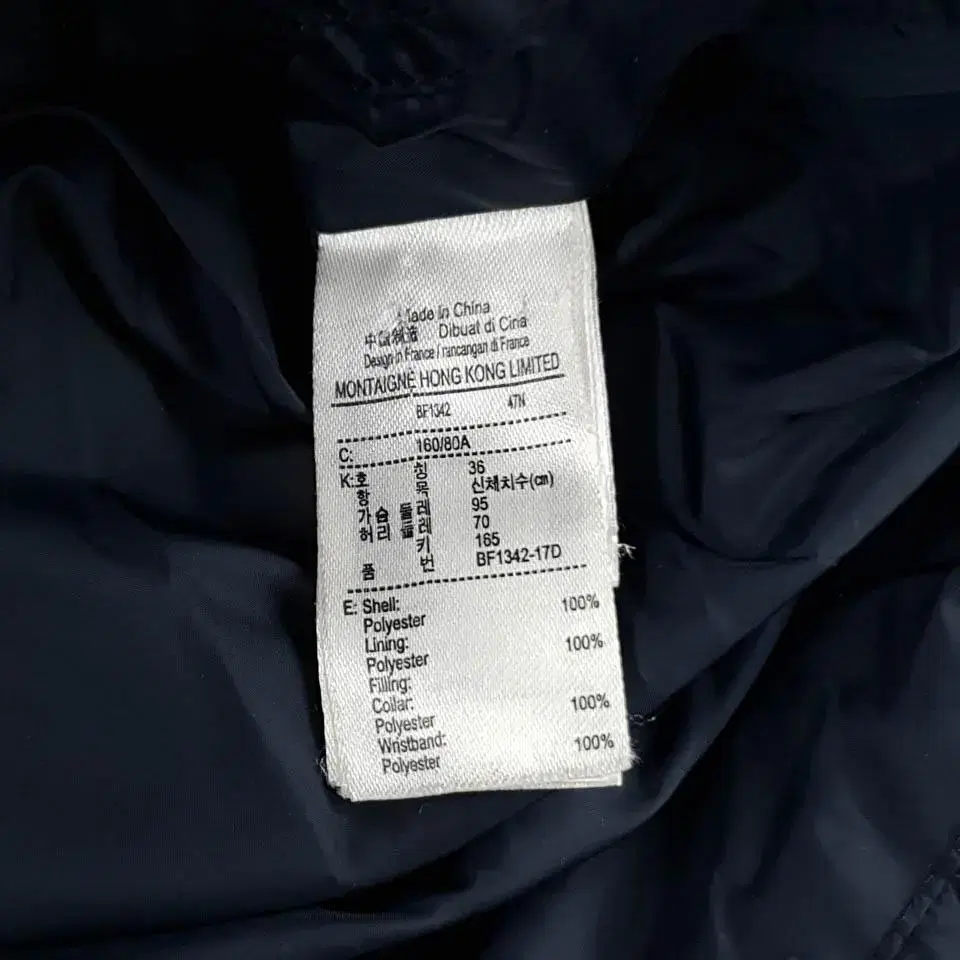 Made in China
中国制造 Dibuat di Cina
Design in France / rancangan di France
MONTAIGNE HONG KONG LIMITED
BF1342 47N
C: 160/80A
K:호칭 36
항목 신체치수(㎝)
가슴둘레 95
허리둘레 70
키 165
품번 BF1342-17D
E: Shell: 100%
Polyester
Lining: 100%
Polyester
Filling:
Collar: 100%
Polyester
Wristband: 100%
Polyester